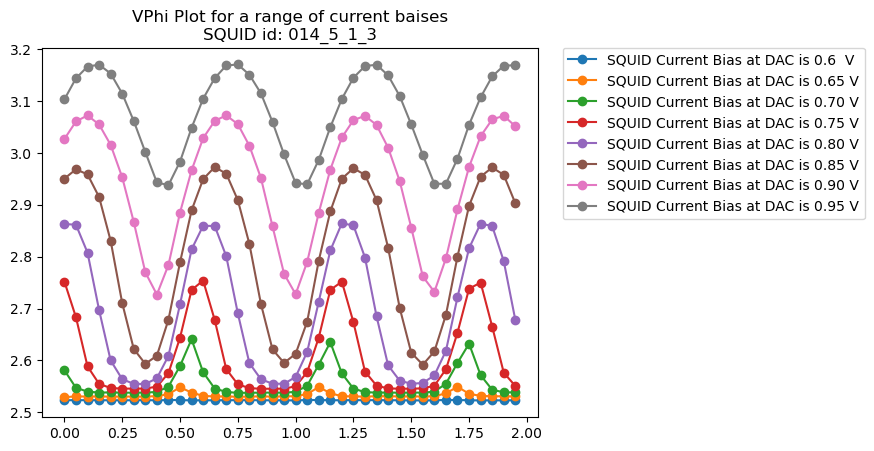 VPhi Plot for a range of current baises
SQUID id: 014_5_1_3
3.2
3.1
3.0
2.9
2.8
2.7
2.6
2.5
0.00 0.25 0.50 0.75 1.00 1.25 1.50 1.75 2.00
SQUID Current Bias at DAC is 0.6  V
SQUID Current Bias at DAC is 0.65 V
SQUID Current Bias at DAC is 0.70 V
SQUID Current Bias at DAC is 0.75 V
SQUID Current Bias at DAC is 0.80 V
SQUID Current Bias at DAC is 0.85 V
SQUID Current Bias at DAC is 0.90 V
SQUID Current Bias at DAC is 0.95 V